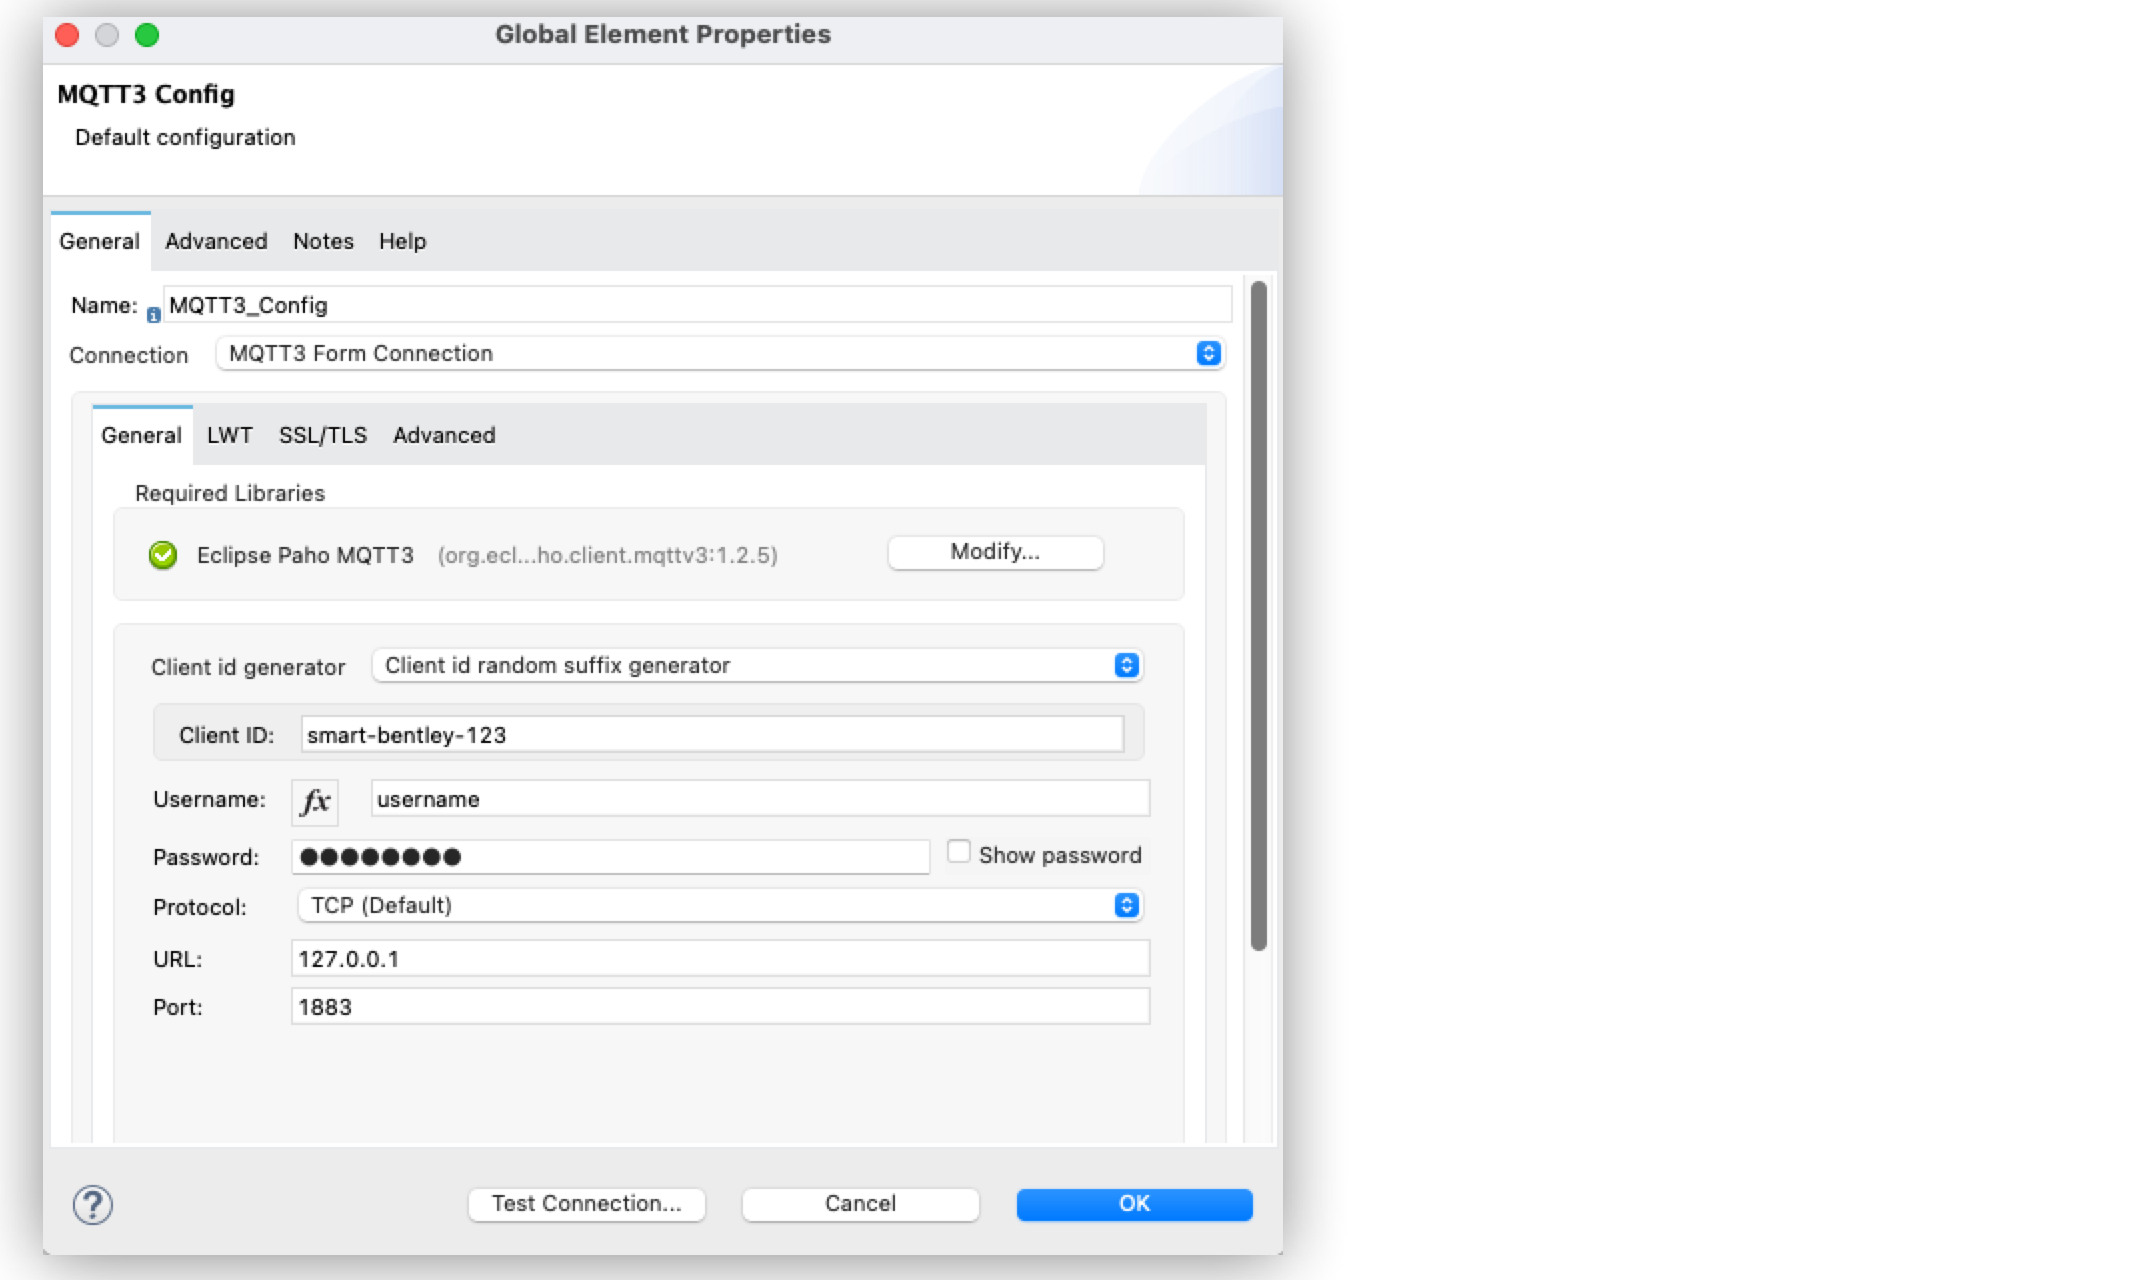 Global Element Properties
MQTT3 Config
Default configuration
General Advanced Notes Help
Name: MQTT3_Config
Connection MQTT3 Form Connection
General LWT SSL/TLS Advanced
Required Libraries
Eclipse Paho MQTT3 (org.ecl...ho.client.mqttv3:1.2.5) Modify...
Client id generator Client id random suffix generator
Client ID: smart-bentley-123
Username: fx username
Password: ●●●●●●●● Show password
Protocol: TCP (Default)
URL: 127.0.0.1
Port: 1883
? Test Connection... Cancel OK